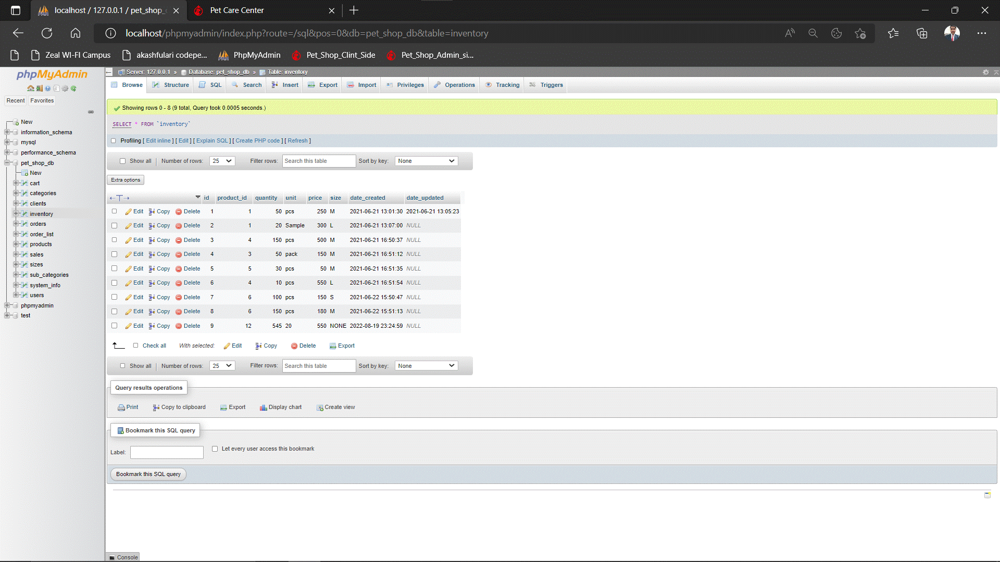 localhost / 127.0.0.1 / pet_shop_
Pet Care Center
localhost/phpmyadmin/index.php?route=/sql&pos=0&db=pet_shop_db&table=inventory
Zeal WI-FI Campus
akashfulari codepe...
PhpMyAdmin
Pet_Shop_Clint_Side
Pet_Shop_Admin_si...
phpMyAdmin
Recent
Favorites
New
information_schema
mysql
performance_schema
pet_shop_db
New
cart
categories
clients
inventory
orders
order_list
products
sales
sizes
sub_categories
system_info
users
phpmyadmin
test
Server: 127.0.0.1 » Database: pet_shop_db » Table: inventory
Browse Structure SQL Search Insert Export Import Privileges Operations Tracking Triggers
Showing rows 0 - 8 (9 total, Query took 0.0005 seconds.)
SELECT * FROM `inventory`
Profiling [ Edit inline ] [ Edit ] [ Explain SQL ] [ Create PHP code ] [ Refresh ]
Show all | Number of rows: 25 Filter rows: Search this table Sort by key: None
Extra options
id product_id quantity unit price size date_created date_updated
Edit Copy Delete 1 1 50 pcs 250 M 2021-06-21 13:01:30 2021-06-21 13:05:23
Edit Copy Delete 2 1 20 Sample 300 L 2021-06-21 13:07:00 NULL
Edit Copy Delete 3 4 150 pcs 500 M 2021-06-21 16:50:37 NULL
Edit Copy Delete 4 3 50 pack 150 M 2021-06-21 16:51:12 NULL
Edit Copy Delete 5 5 30 pcs 50 M 2021-06-21 16:51:35 NULL
Edit Copy Delete 6 4 10 pcs 550 L 2021-06-21 16:51:54 NULL
Edit Copy Delete 7 6 100 pcs 150 S 2021-06-22 15:50:47 NULL
Edit Copy Delete 8 6 150 pcs 180 M 2021-06-22 15:51:13 NULL
Edit Copy Delete 9 12 545 20 550 NONE 2022-08-19 23:24:59 NULL
Check all With selected: Edit Copy Delete Export
Show all | Number of rows: 25 Filter rows: Search this table Sort by key: None
Query results operations
Print Copy to clipboard Export Display chart Create view
Bookmark this SQL query
Label: Let every user access this bookmark
Bookmark this SQL query
Console